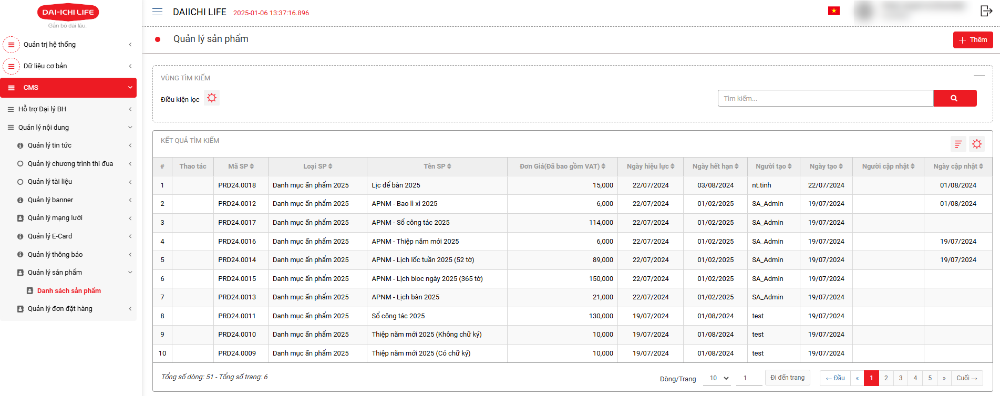 DAI-ICHI LIFE
Gắn bó dài lâu.
DAIICHI LIFE 2025-01-06 13:37:16.896
Quản trị hệ thống
Dữ liệu cơ bản
CMS
Hỗ trợ Đại lý BH
Quản lý nội dung
Quản lý tin tức
Quản lý chương trình thi đua
Quản lý tài liệu
Quản lý banner
Quản lý mạng lưới
Quản lý E-Card
Quản lý thông báo
Quản lý sản phẩm
Danh sách sản phẩm
Quản lý đơn đặt hàng
Quản lý sản phẩm
Thêm
VÙNG TÌM KIẾM
Điều kiện lọc
Tìm kiếm...
KẾT QUẢ TÌM KIẾM
# Thao tác Mã SP Loại SP Tên SP Đơn Giá(Đã bao gồm VAT) Ngày hiệu lực Ngày hết hạn Người tạo Ngày tạo Người cập nhật Ngày cập nhật
1 PRD24.0018 Danh mục ấn phẩm 2025 Lịc để bàn 2025 15,000 22/07/2024 03/08/2024 nt.tinh 22/07/2024 01/08/2024
2 PRD24.0012 Danh mục ấn phẩm 2025 APNM - Bao lì xì 2025 6,000 22/07/2024 01/02/2025 SA_Admin 19/07/2024 01/08/2024
3 PRD24.0017 Danh mục ấn phẩm 2025 APNM - Sổ công tác 2025 114,000 22/07/2024 01/02/2025 SA_Admin 19/07/2024
4 PRD24.0016 Danh mục ấn phẩm 2025 APNM - Thiệp năm mới 2025 6,000 22/07/2024 01/02/2025 SA_Admin 19/07/2024 19/07/2024
5 PRD24.0014 Danh mục ấn phẩm 2025 APNM - Lịch lốc tuần 2025 (52 tờ) 89,000 22/07/2024 01/02/2025 SA_Admin 19/07/2024 19/07/2024
6 PRD24.0015 Danh mục ấn phẩm 2025 APNM - Lịch bloc ngày 2025 (365 tờ) 150,000 22/07/2024 01/02/2025 SA_Admin 19/07/2024
7 PRD24.0013 Danh mục ấn phẩm 2025 APNM - Lịch bàn 2025 21,000 22/07/2024 01/02/2025 SA_Admin 19/07/2024
8 PRD24.0011 Danh mục ấn phẩm 2025 Sổ công tác 2025 130,000 19/07/2024 01/08/2024 test 19/07/2024
9 PRD24.0010 Danh mục ấn phẩm 2025 Thiệp năm mới 2025 (Không chữ ký) 10,000 19/07/2024 01/08/2024 test 19/07/2024
10 PRD24.0009 Danh mục ấn phẩm 2025 Thiệp năm mới 2025 (Có chữ ký) 10,000 19/07/2024 01/08/2024 test 19/07/2024
Tổng số dòng: 51 - Tổng số trang: 6
Dòng/Trang 10 1 Đi đến trang ← Đầu « 1 2 3 4 5 » Cuối →